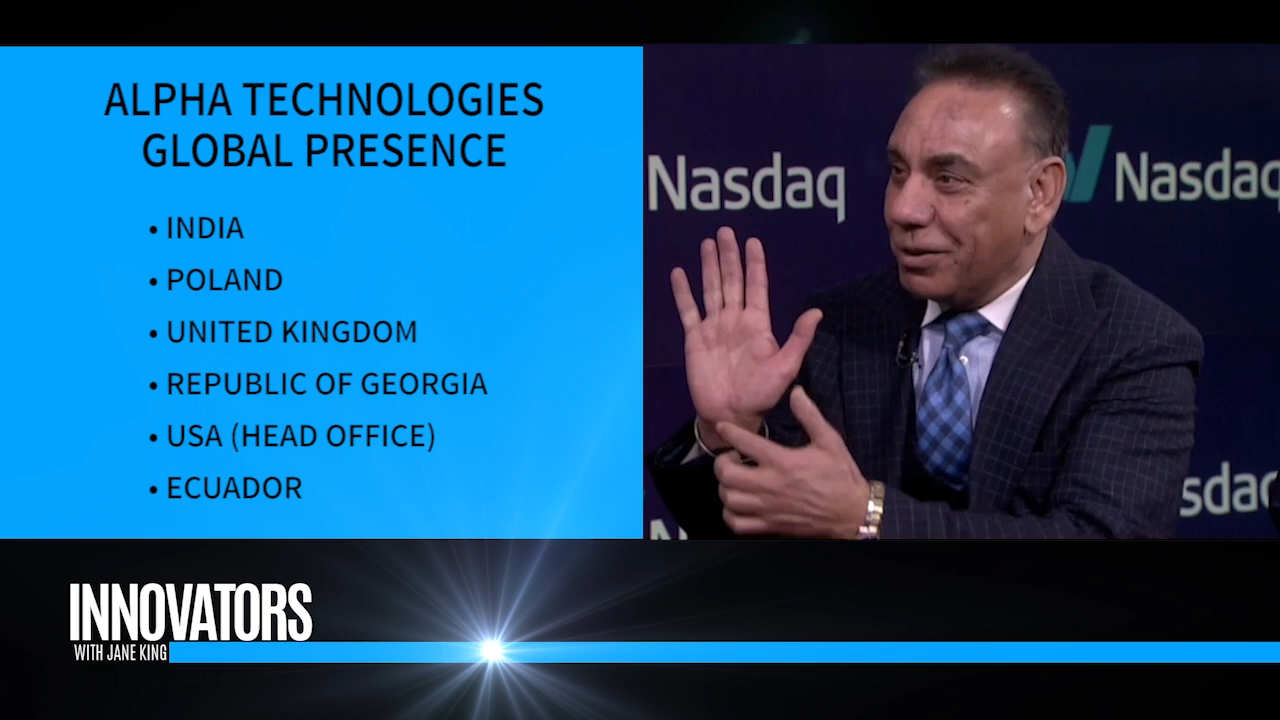 ALPHA TECHNOLOGIES
GLOBAL PRESENCE
• INDIA
• POLAND
• UNITED KINGDOM
• REPUBLIC OF GEORGIA
• USA (HEAD OFFICE)
• ECUADOR
Nasdaq
Nasdaq
sdaq
INNOVATORS
WITH JANE KING